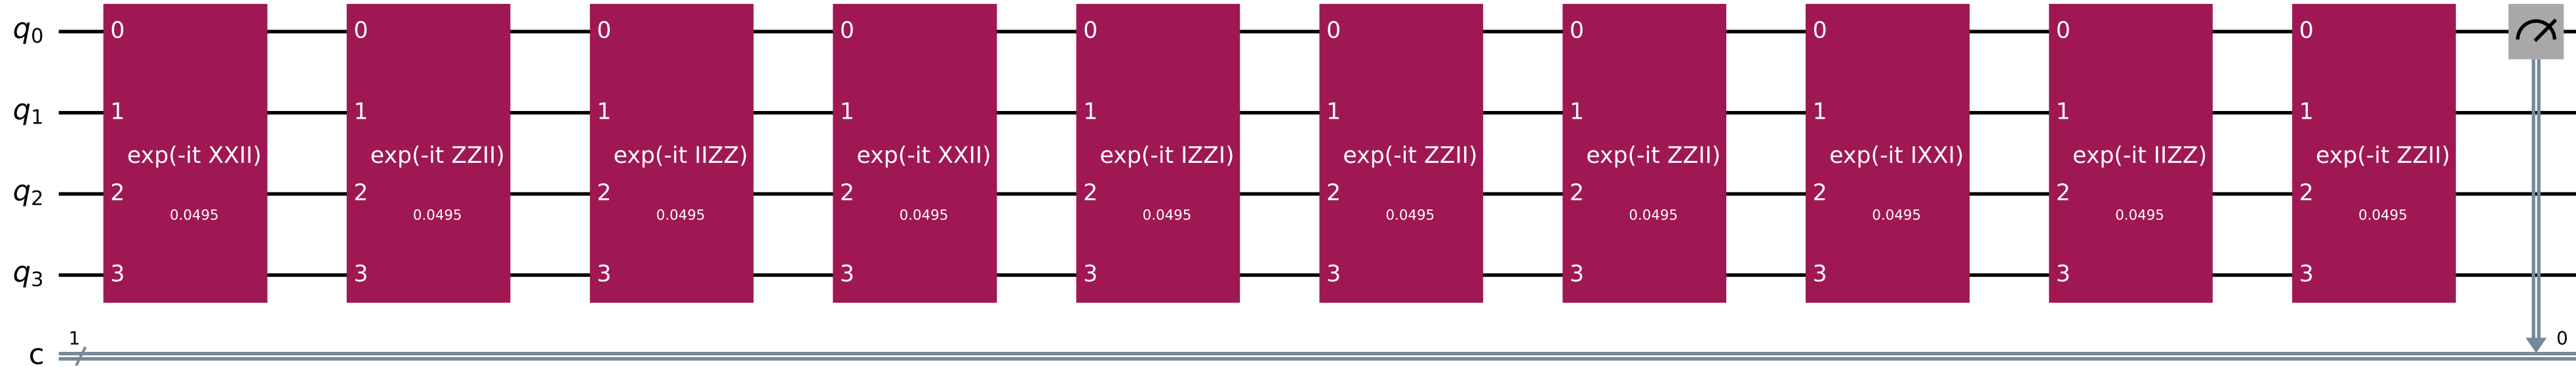 q0 0 0 0 0 0 0 0 0 0 0
q1 1 1 1 1 1 1 1 1 1 1
exp(-it XXII) exp(-it ZZII) exp(-it IIZZ) exp(-it XXII) exp(-it IZZI) exp(-it ZZII) exp(-it ZZII) exp(-it IXXI) exp(-it IIZZ) exp(-it ZZII)
q2 2 2 2 2 2 2 2 2 2 2
0.0495 0.0495 0.0495 0.0495 0.0495 0.0495 0.0495 0.0495 0.0495 0.0495
q3 3 3 3 3 3 3 3 3 3 3
1 0
c